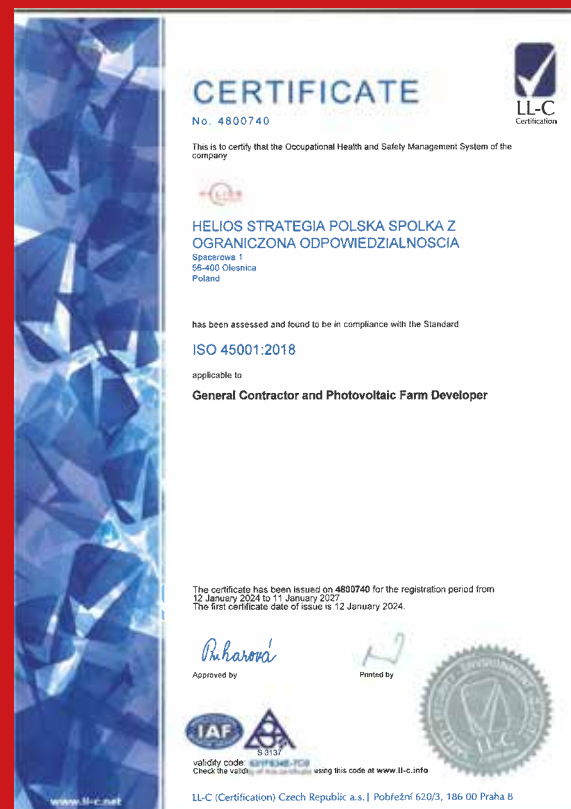 CERTIFICATE
No. 4800740
LL-C
Certification
This is to certify that the Occupational Health and Safety Management System of the
company
HELIOS STRATEGIA POLSKA SPOLKA Z
OGRANICZONA ODPOWIEDZIALNOSCIA
Spacerowa 1
56-400 Olesnica
Poland
has been assessed and found to be in compliance with the Standard
ISO 45001:2018
applicable to
General Contractor and Photovoltaic Farm Developer
The certificate has been issued on 4800740 for the registration period from
12 January 2024 to 11 January 2027
The first certificate date of issue is 12 January 2024.
Puharová
Approved by
Printed by
IAF
S 3137
validity code:
Check the validity of this certificate using this code at www.ll-c.info
www.ll-c.net
LL-C (Certification) Czech Republic a.s. | Pobřežní 620/3, 186 00 Praha 8
LL-C